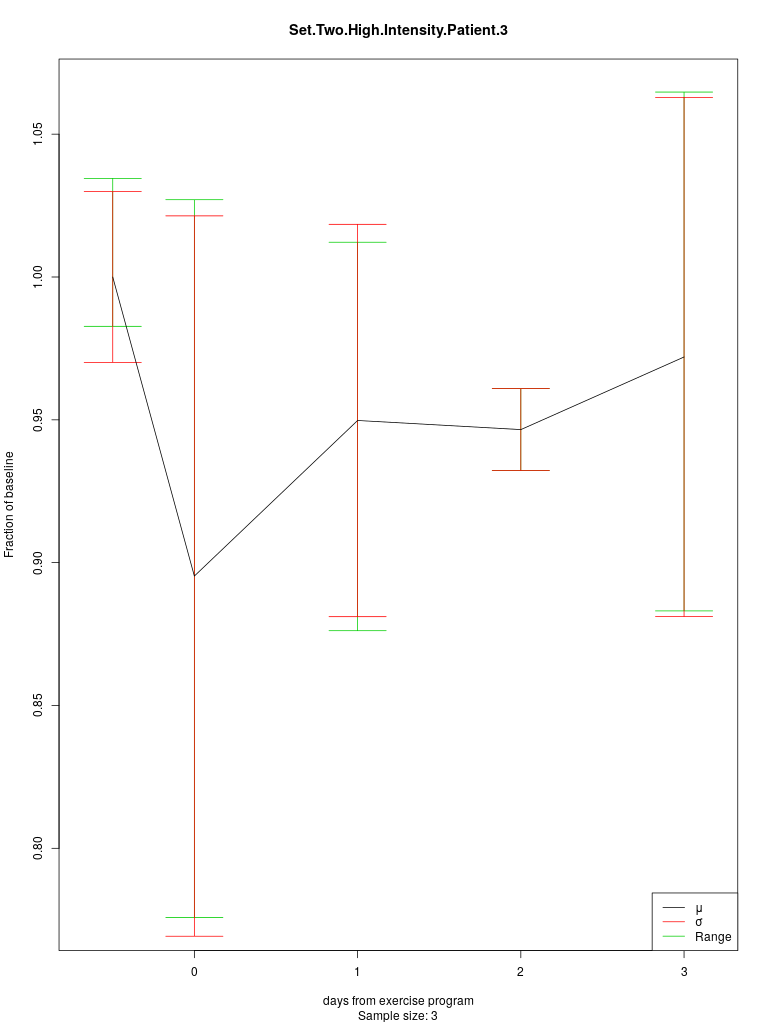 Set.Two.High.Intensity.Patient.3
1.05
1.00
0.95
0.90
0.85
0.80
Fraction of baseline
0 1 2 3
days from exercise program
Sample size: 3
μ
σ
Range